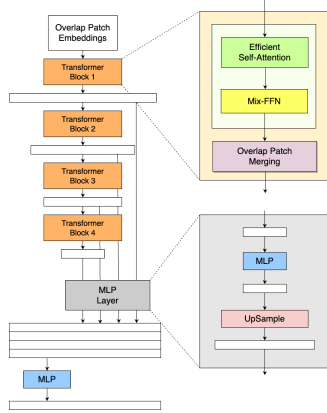 Overlap Patch
Embeddings
Transformer
Block 1
Transformer
Block 2
Transformer
Block 3
Transformer
Block 4
MLP
Layer
MLP
Efficient
Self-Attention
Mix-FFN
Overlap Patch
Merging
MLP
UpSample